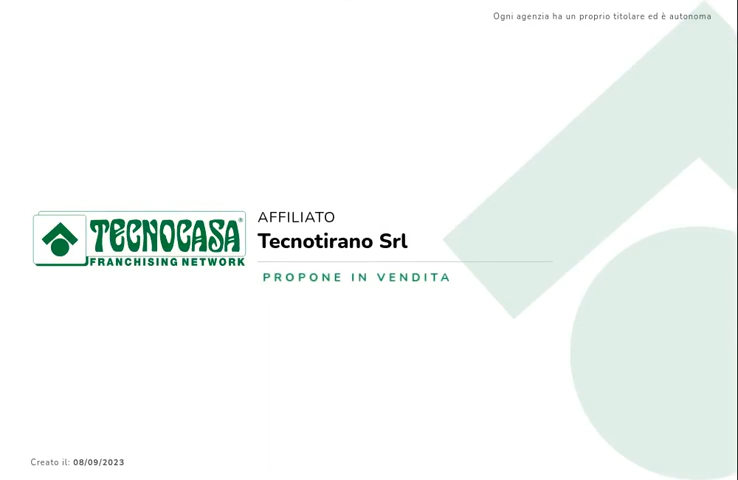 Ogni agenzia ha un proprio titolare ed è autonoma
TECNOCASA®
FRANCHISING NETWORK
AFFILIATO
Tecnotirano Srl
PROPONE IN VENDITA
Creato il: 08/09/2023